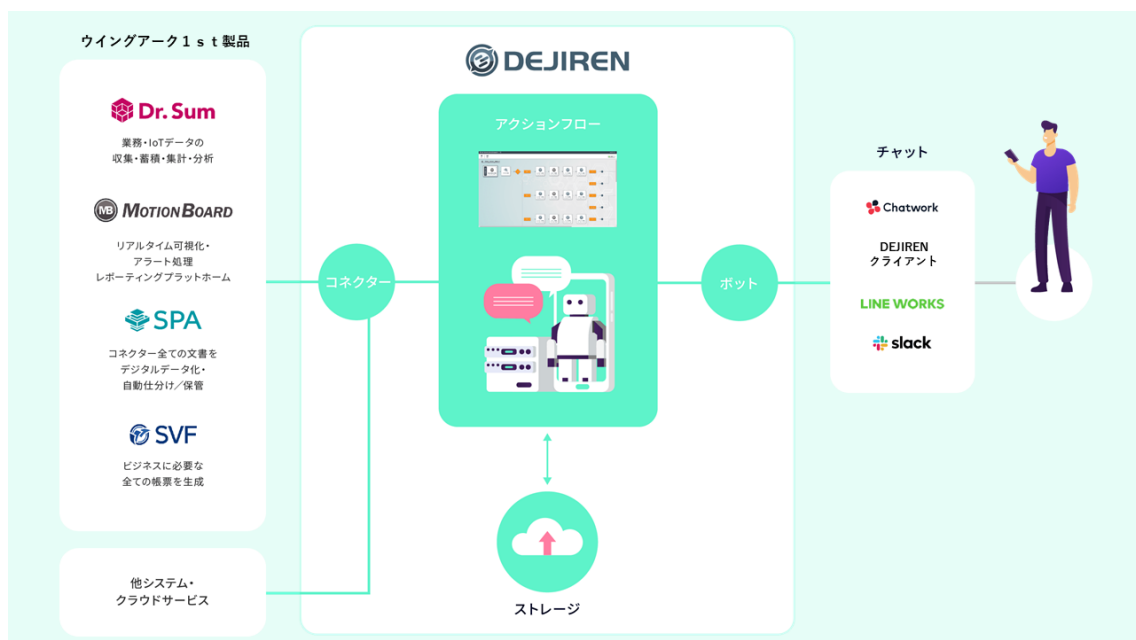 ウイングアーク1st製品
Dr.Sum
業務・IoTデータの
収集・蓄積・集計・分析
MB MOTIONBOARD
リアルタイム可視化・
アラート処理
レポーティングプラットホーム
SPA
コネクター全ての文書を
デジタルデータ化・
自動仕分け／保管
SVF
ビジネスに必要な
全ての帳票を生成
他システム・
クラウドサービス
コネクター
DEJIREN
アクションフロー
ストレージ
ボット
チャット
Chatwork
DEJIREN
クライアント
LINE WORKS
slack